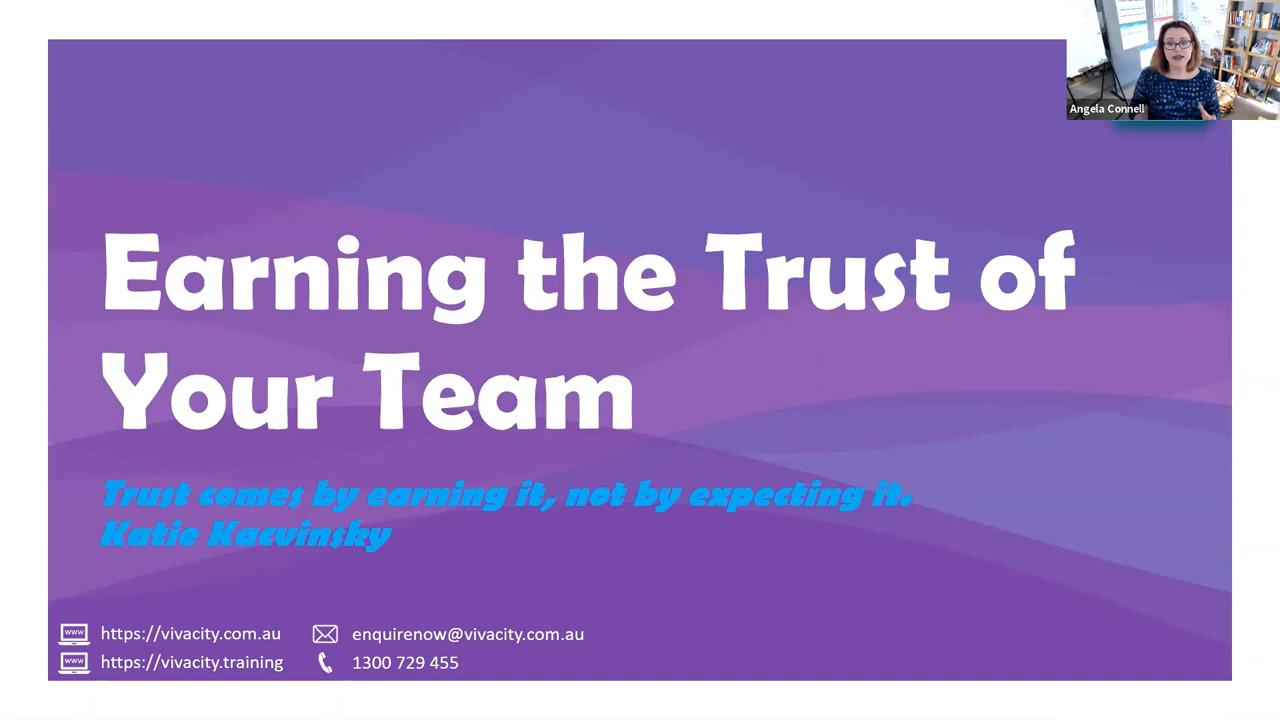 Angela Connell
Earning the Trust of
Your Team
Trust comes by earning it, not by expecting it.
Katie Kacvinsky
https://vivacity.com.au
enquirenow@vivacity.com.au
https://vivacity.training
1300 729 455